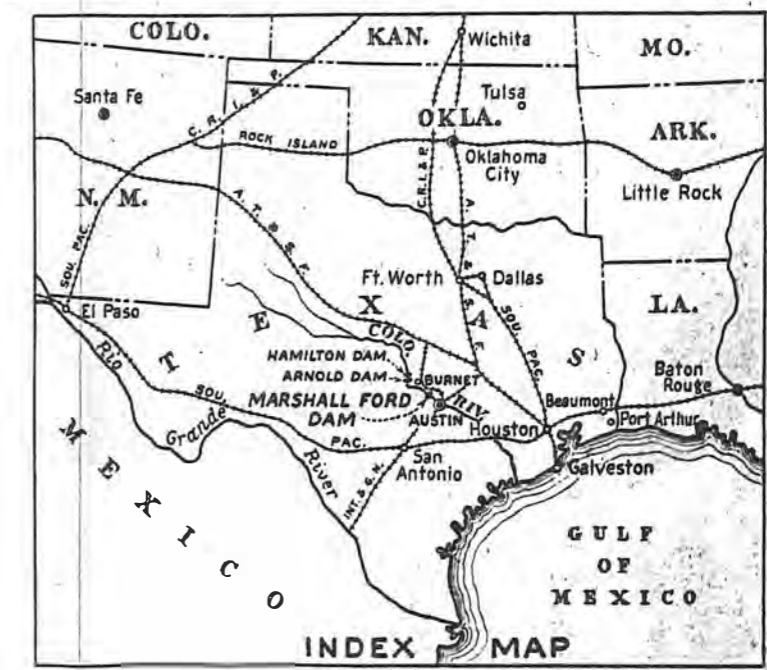 COLO.
KAN.
Wichita
MO.
Santa Fe
C. R. I. & P.
Tulsa
OKLA.
ARK.
ROCK ISLAND
Oklahoma
City
Little Rock
C. R. I. & P.
N. M.
A. T. & S. F.
A. T. & S. F.
SOU. PAC.
Ft. Worth
Dallas
LA.
El Paso
TEXAS
COLO.
RIV.
SOU. PAC.
HAMILTON DAM.
ARNOLD DAM
BURNET
MARSHALL FORD
DAM
AUSTIN
Baton
Rouge
Beaumont
Port Arthur
Houston
Rio
Grande
River
SOU.
PAC.
San
Antonio
INT. & G. N.
Galveston
MEXICO
GULF
OF
MEXICO
INDEX MAP